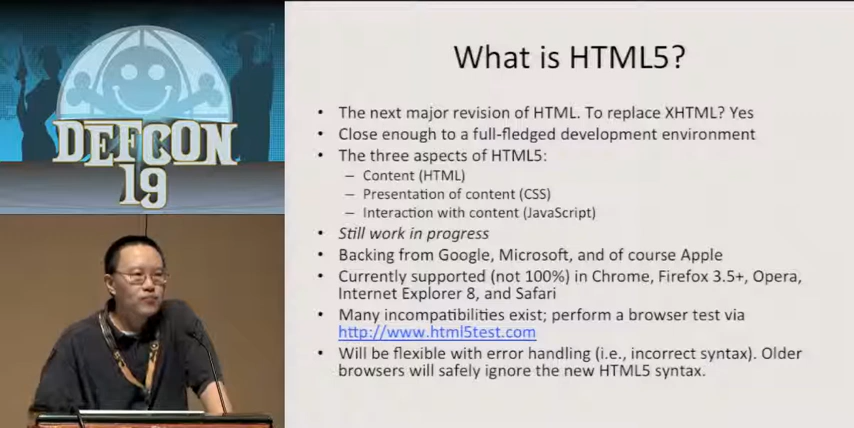 DEFCON
19
What is HTML5?
• The next major revision of HTML. To replace XHTML? Yes
• Close enough to a full-fledged development environment
• The three aspects of HTML5:
– Content (HTML)
– Presentation of content (CSS)
– Interaction with content (JavaScript)
• Still work in progress
• Backing from Google, Microsoft, and of course Apple
• Currently supported (not 100%) in Chrome, Firefox 3.5+, Opera,
Internet Explorer 8, and Safari
• Many incompatibilities exist; perform a browser test via
http://www.html5test.com
• Will be flexible with error handling (i.e., incorrect syntax). Older
browsers will safely ignore the new HTML5 syntax.